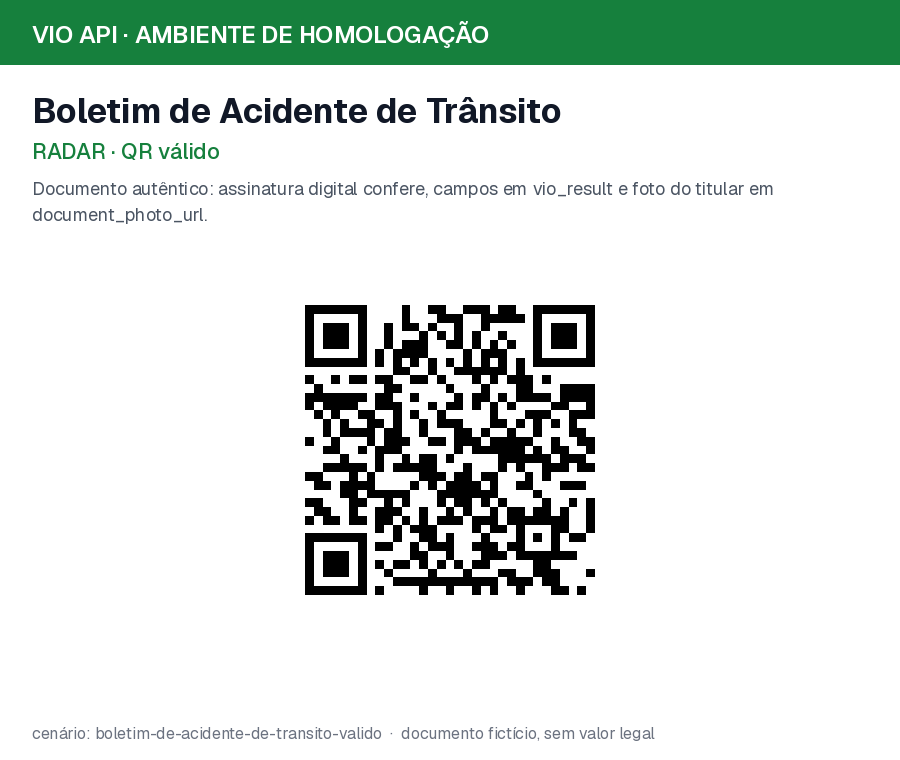 VIO API · AMBIENTE DE HOMOLOGAÇÃO
Boletim de Acidente de Trânsito
RADAR · QR válido
Documento autêntico: assinatura digital confere, campos em vio_result e foto do titular em
document_photo_url.
cenário: boletim-de-acidente-de-transito-valido · documento fictício, sem valor legal